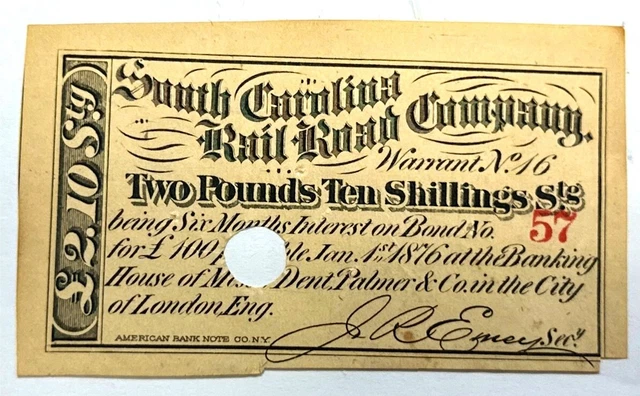 £2.10 Stg
South Carolina
Rail Road Company.
Warrant No. 16
Two Pounds Ten Shillings Stg
being Six Months Interest on Bond No. 57
for £100 Jan. 1st 1876 at the Banking
House of Dent, Palmer & Co. in the City
of London, Eng.
AMERICAN BANK NOTE CO. N.Y.
J R Emery Secy